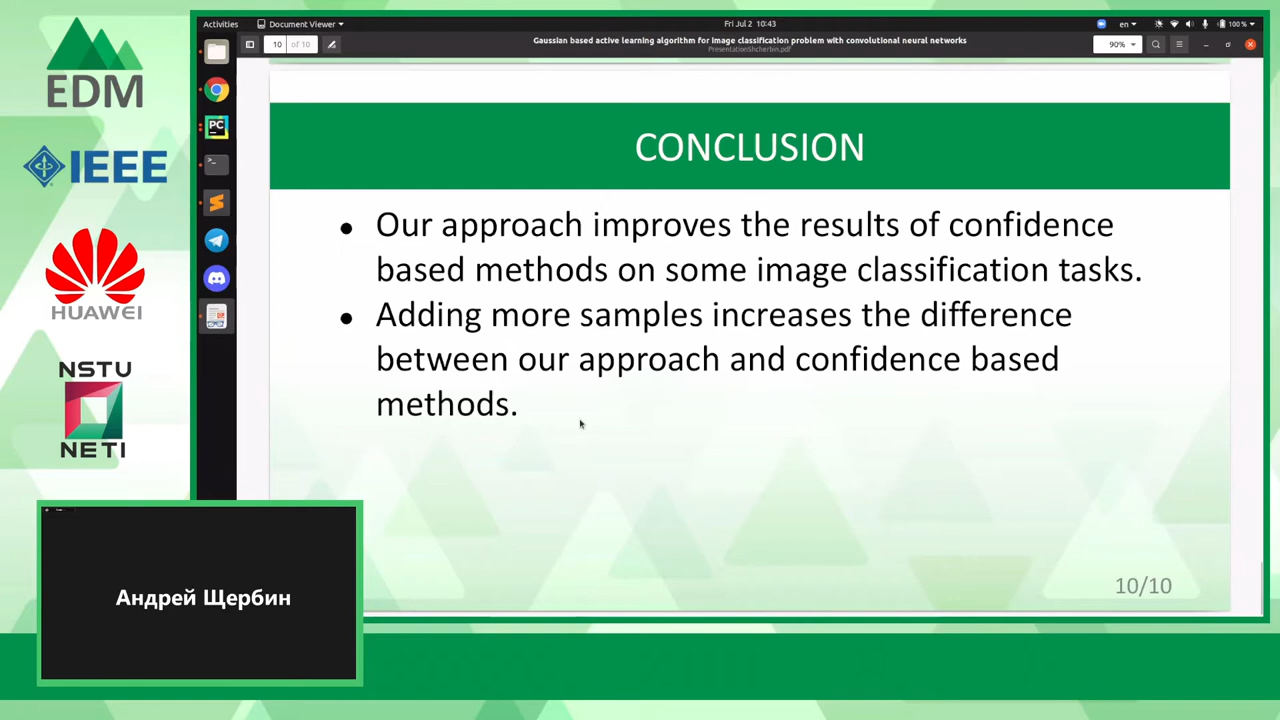 Activities
Document Viewer
Fri Jul 2 10:43
en
100 %
10 of 10
Gaussian based active learning algorithm for image classification problem with convolutional neural networks
PresentationShcherbin.pdf
90%
EDM
IEEE
HUAWEI
NSTU
NETI
PC
CONCLUSION
● Our approach improves the results of confidence
based methods on some image classification tasks.
● Adding more samples increases the difference
between our approach and confidence based
methods.
10/10
Андрей Щербин